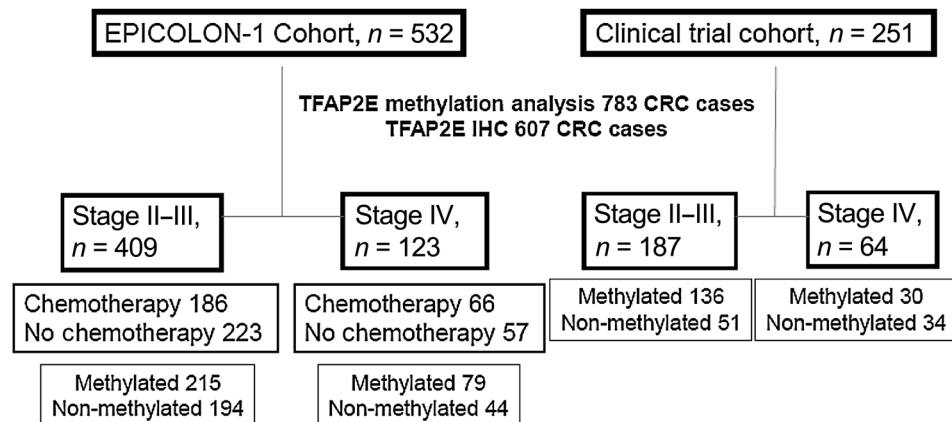 EPICOLON-1 Cohort, n = 532
Clinical trial cohort, n = 251
TFAP2E methylation analysis 783 CRC cases
TFAP2E IHC 607 CRC cases
Stage II–III,
n = 409
Stage IV,
n = 123
Stage II–III,
n = 187
Stage IV,
n = 64
Chemotherapy 186
No chemotherapy 223
Chemotherapy 66
No chemotherapy 57
Methylated 136
Non-methylated 51
Methylated 30
Non-methylated 34
Methylated 215
Non-methylated 194
Methylated 79
Non-methylated 44